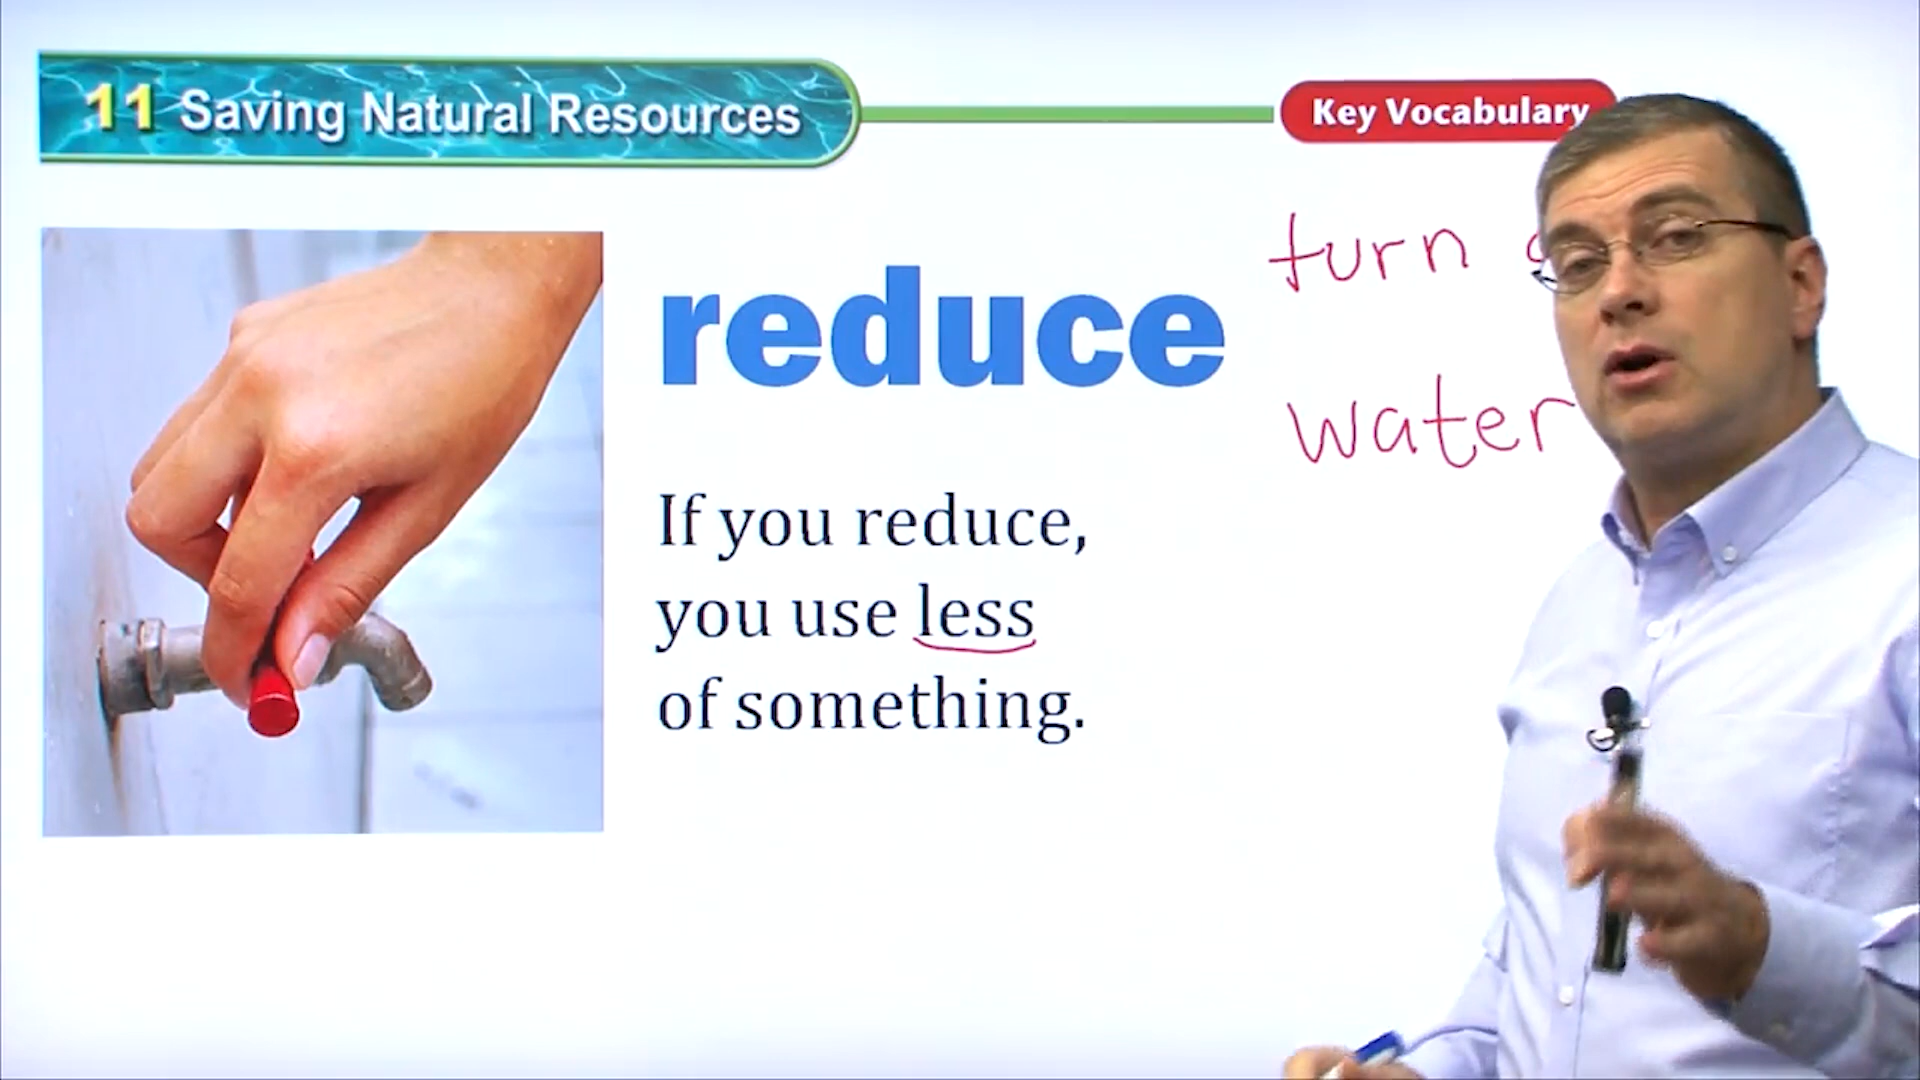 11 Saving Natural Resources
Key Vocabulary
turn
reduce
water
If you reduce,
you use less
of something.